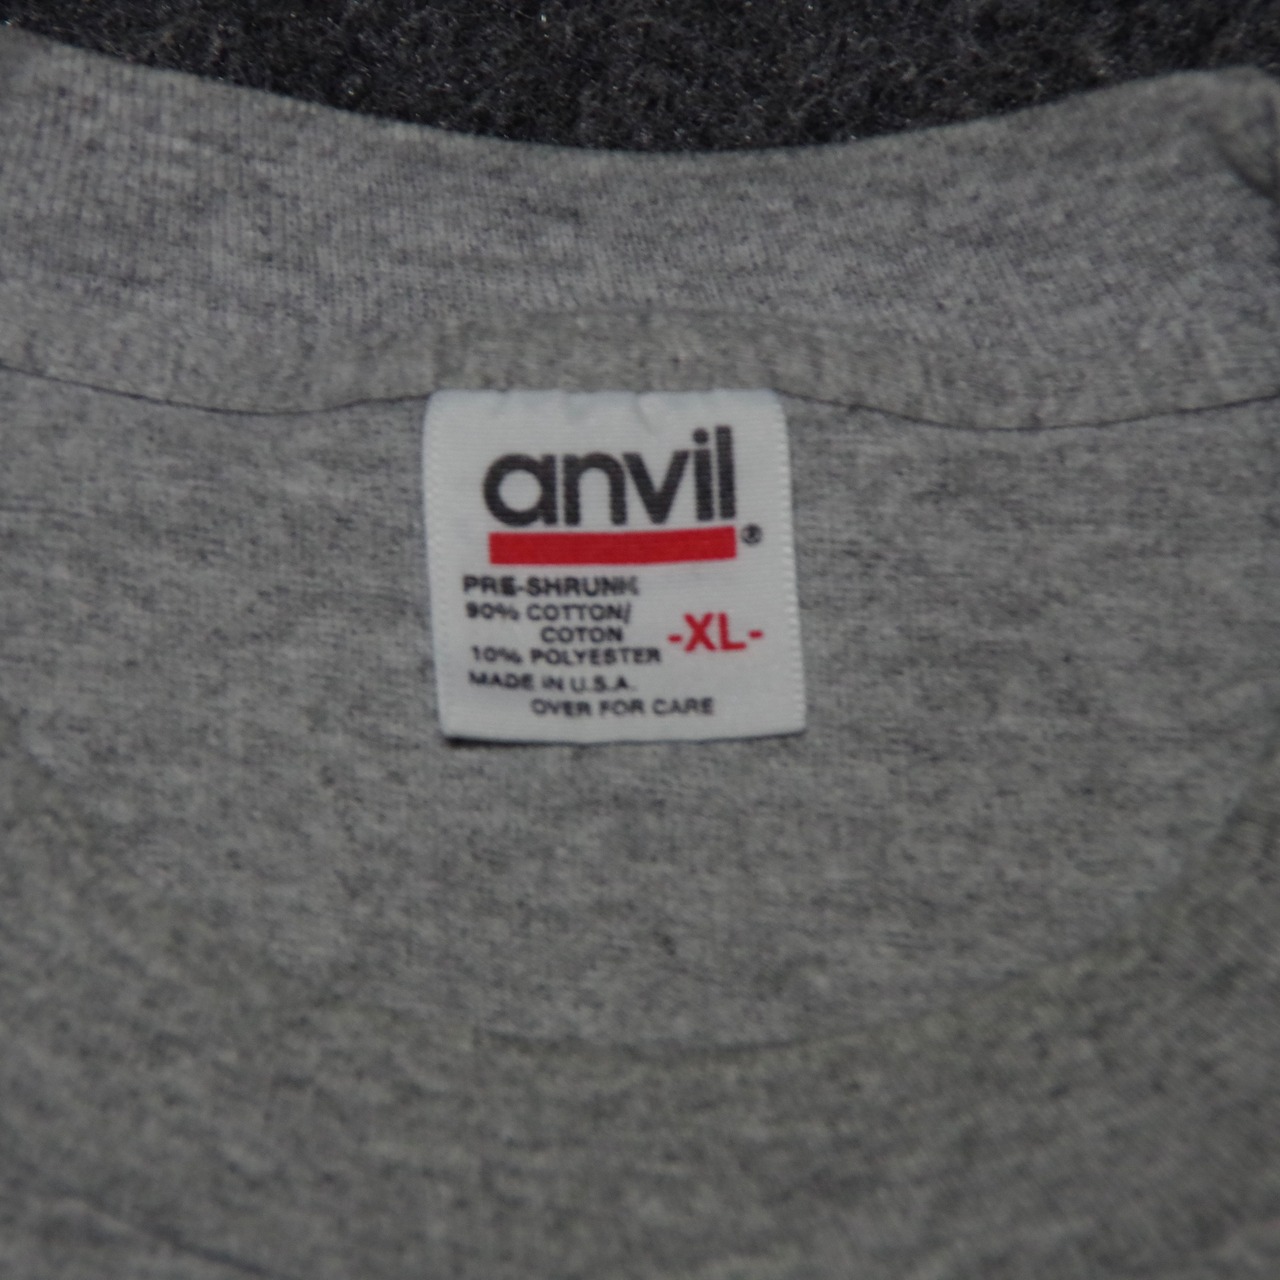 anvil®
PRE-SHRUNK
90% COTTON/
COTON
10% POLYESTER
-XL-
MADE IN U.S.A.
OVER FOR CARE